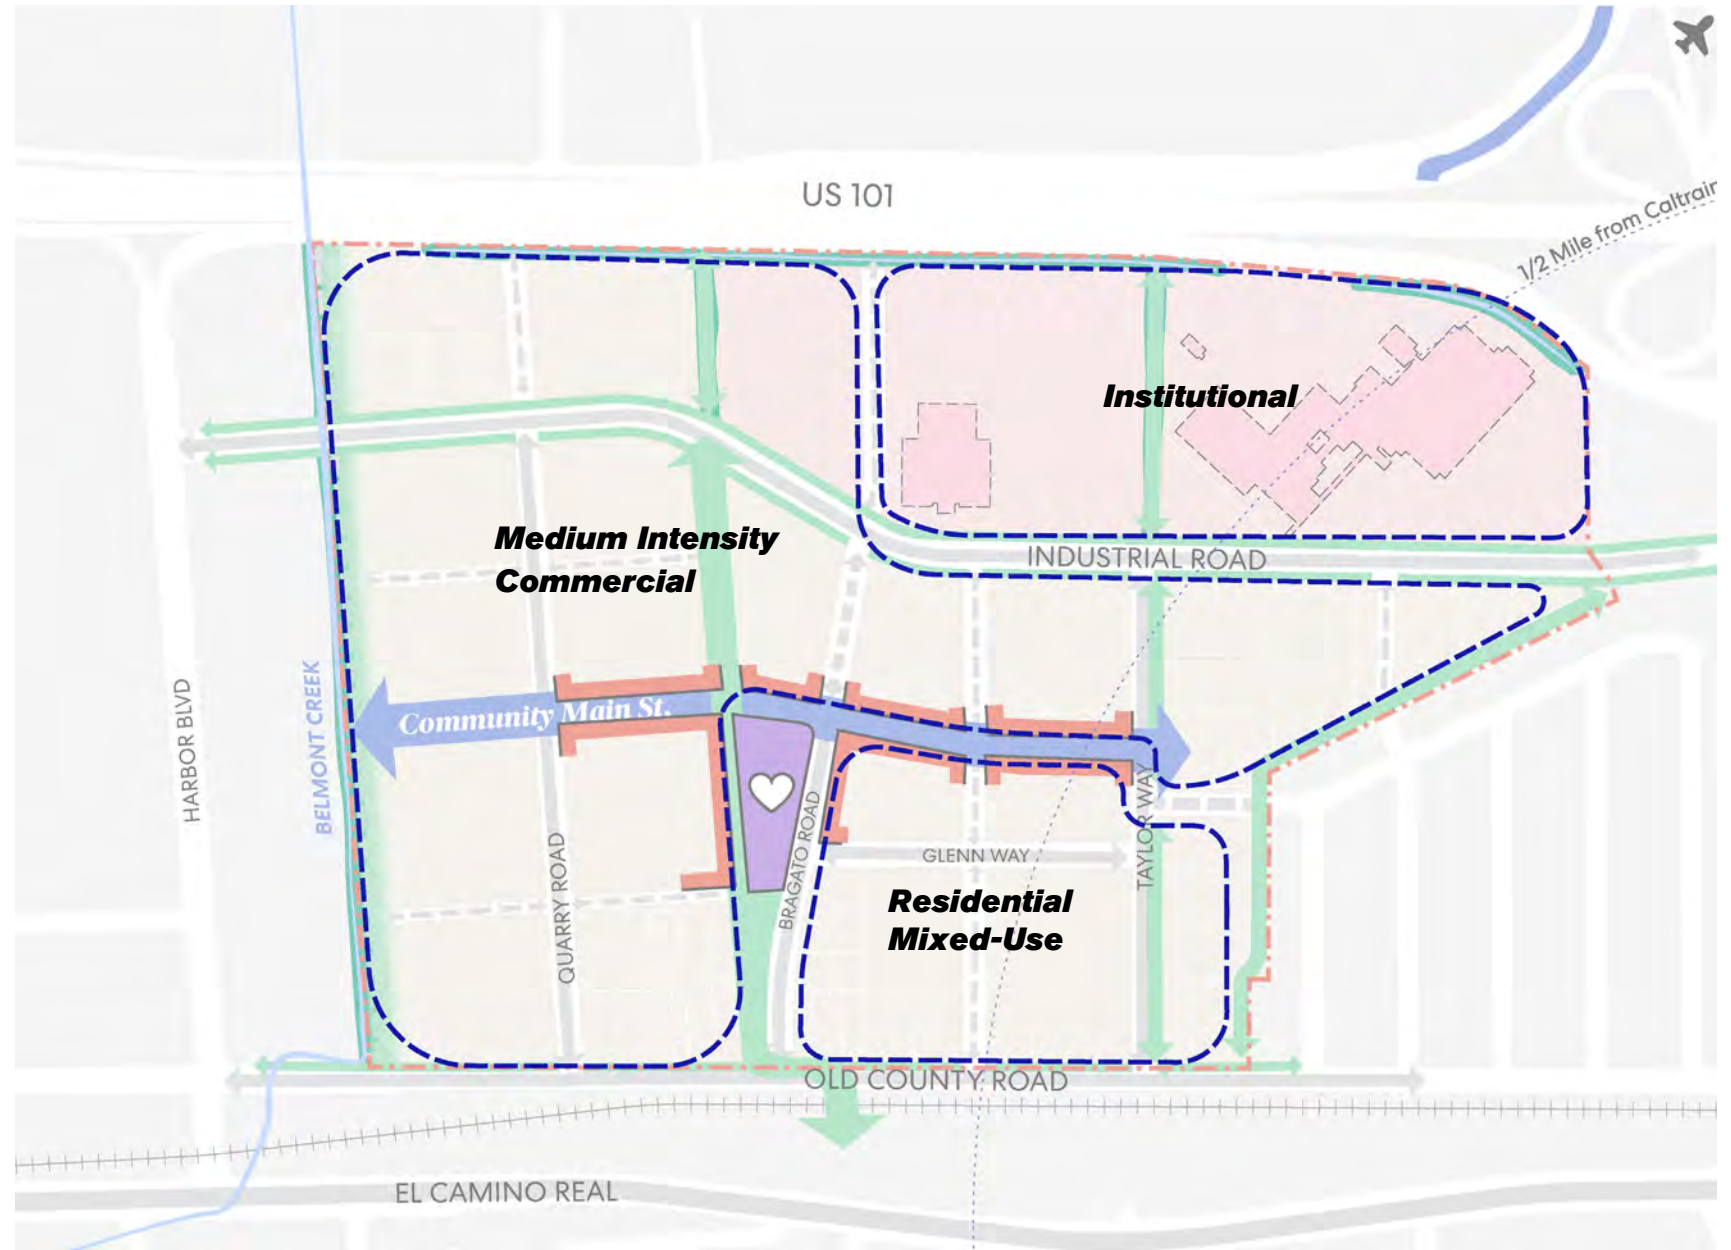 US 101
1/2 Mile from Caltrain
Institutional
Medium Intensity
Commercial
INDUSTRIAL ROAD
HARBOR BLVD
BELMONT CREEK
Community Main St.
QUARRY ROAD
BRAGATO ROAD
TAYLOR WAY
GLENN WAY
Residential
Mixed-Use
OLD COUNTY ROAD
EL CAMINO REAL